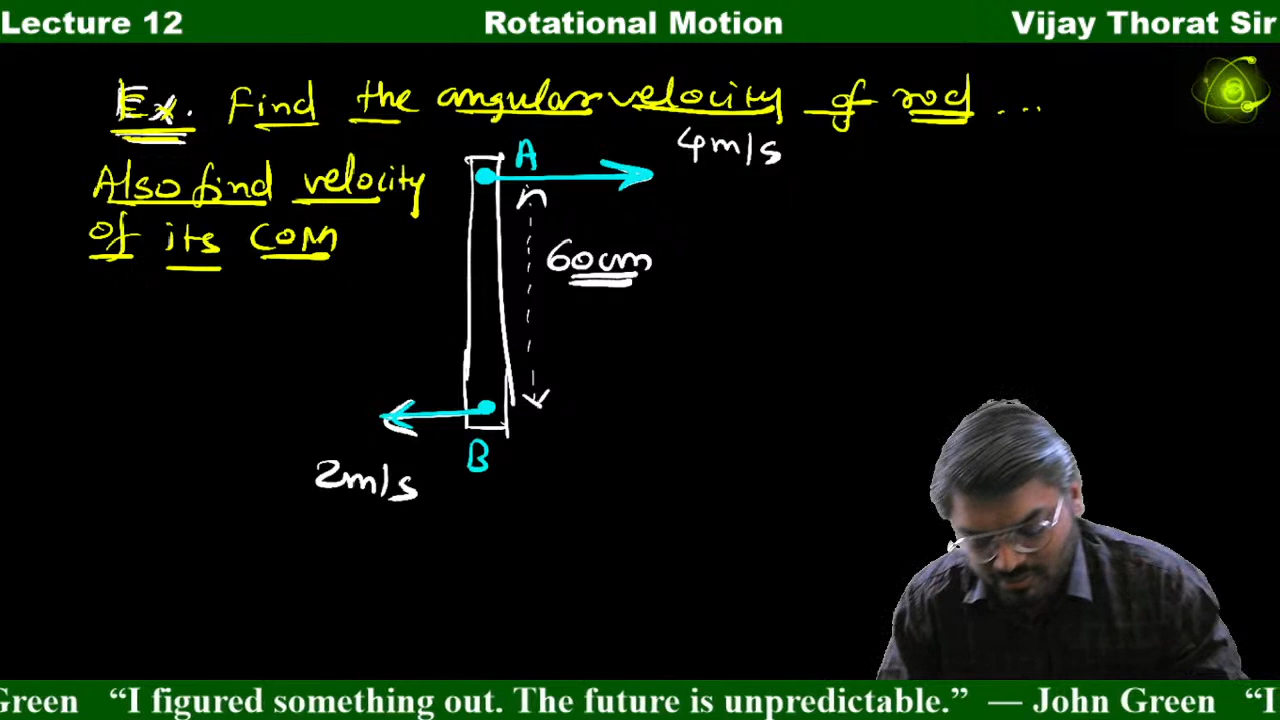 Lecture 12 Rotational Motion Vijay Thorat Sir
Ex. Find the angular velocity of rod ...
4m/s
A
Also find velocity
of its COM
60cm
B
2m/s
Green “I figured something out. The future is unpredictable.” — John Green “I